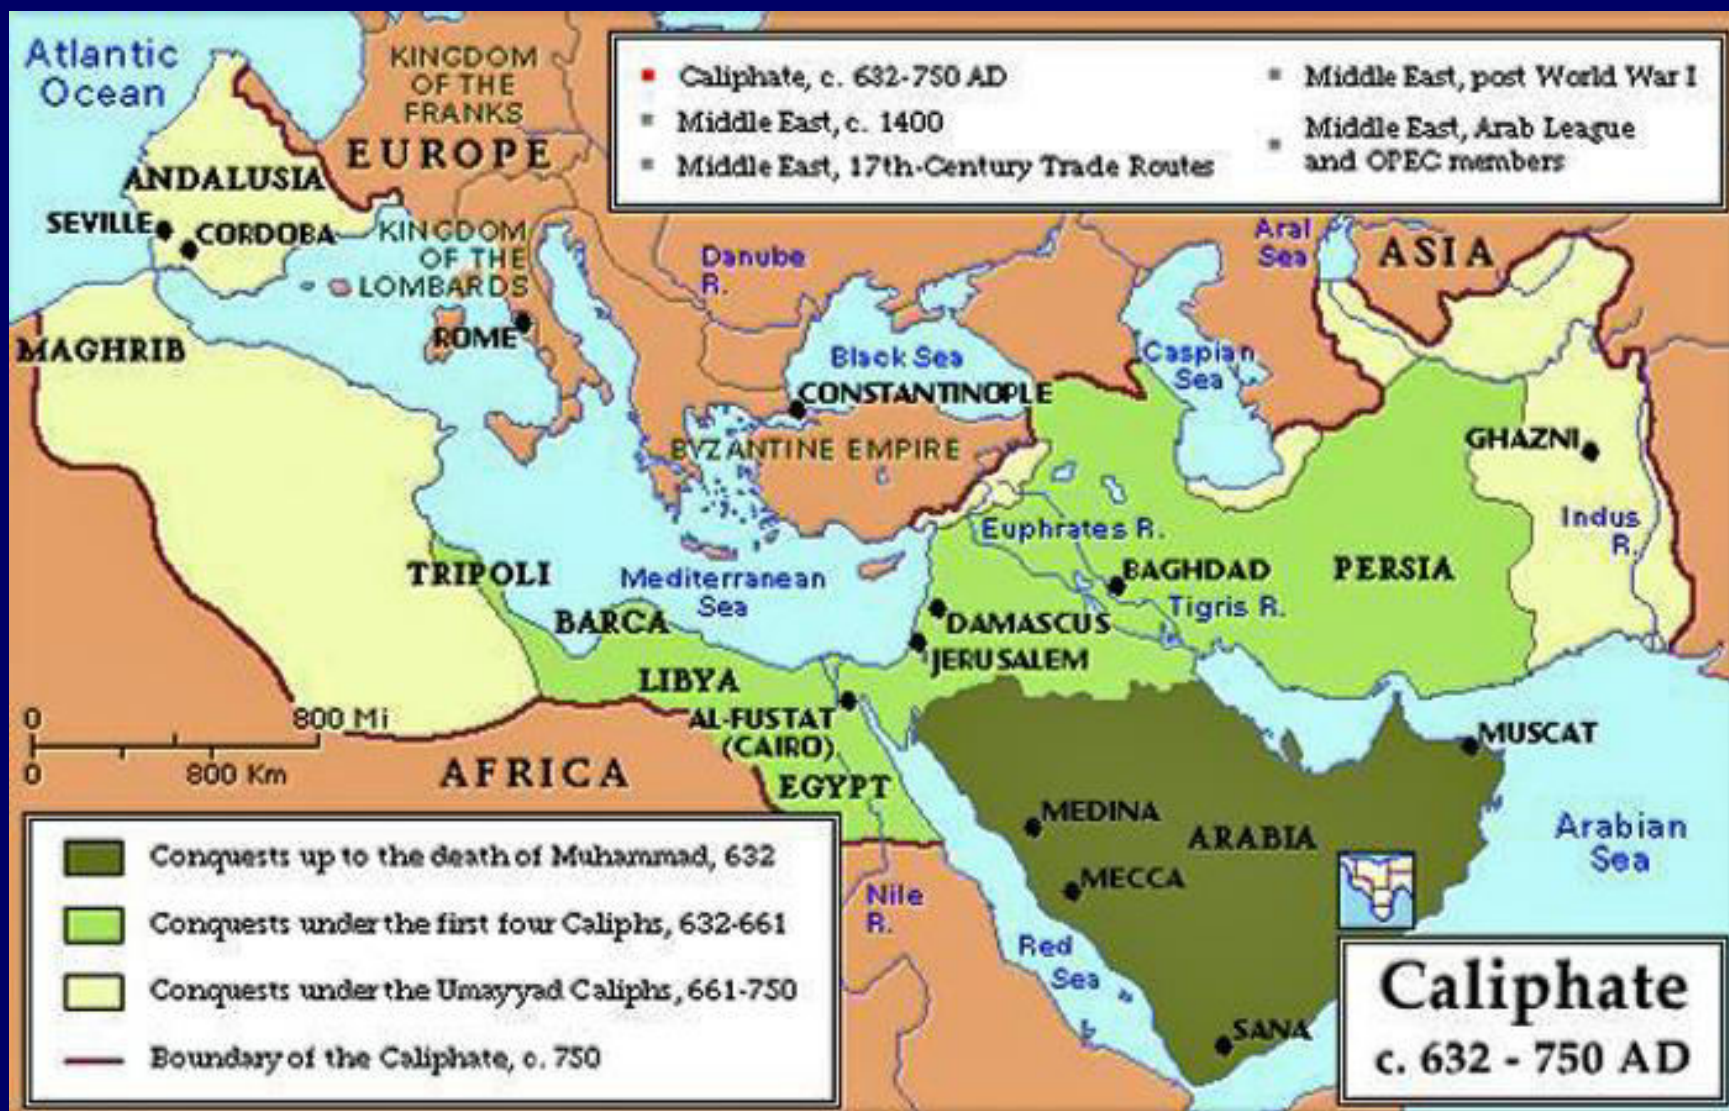 Atlantic
Ocean
KINGDOM
OF THE
FRANKS
EUROPE
Caliphate, c. 632-750 AD
Middle East, c. 1400
Middle East, 17th-Century Trade Routes
Middle East, post World War I
Middle East, Arab League
and OPEC members
ANDALUSIA
SEVILLE
CORDOBA
KINGDOM
OF THE
LOMBARDS
ROME
Danube
R.
Aral
Sea
ASIA
MAGHRIB
Black Sea
Caspian
Sea
CONSTANTINOPLE
BYZANTINE EMPIRE
GHAZNI
Euphrates R.
Indus
R.
TRIPOLI
Mediterranean
Sea
BAGHDAD
PERSIA
Tigris R.
BARCA
DAMASCUS
JERUSALEM
LIBYA
AL-FUSTAT
(CAIRO)
EGYPT
MUSCAT
0
800 Mi
0
800 Km
AFRICA
MEDINA
ARABIA
MECCA
Arabian
Sea
Nile
R.
Red
Sea
SANA
Conquests up to the death of Muhammad, 632
Conquests under the first four Caliphs, 632-661
Conquests under the Umayyad Caliphs, 661-750
Boundary of the Caliphate, c. 750
Caliphate
c. 632 - 750 AD